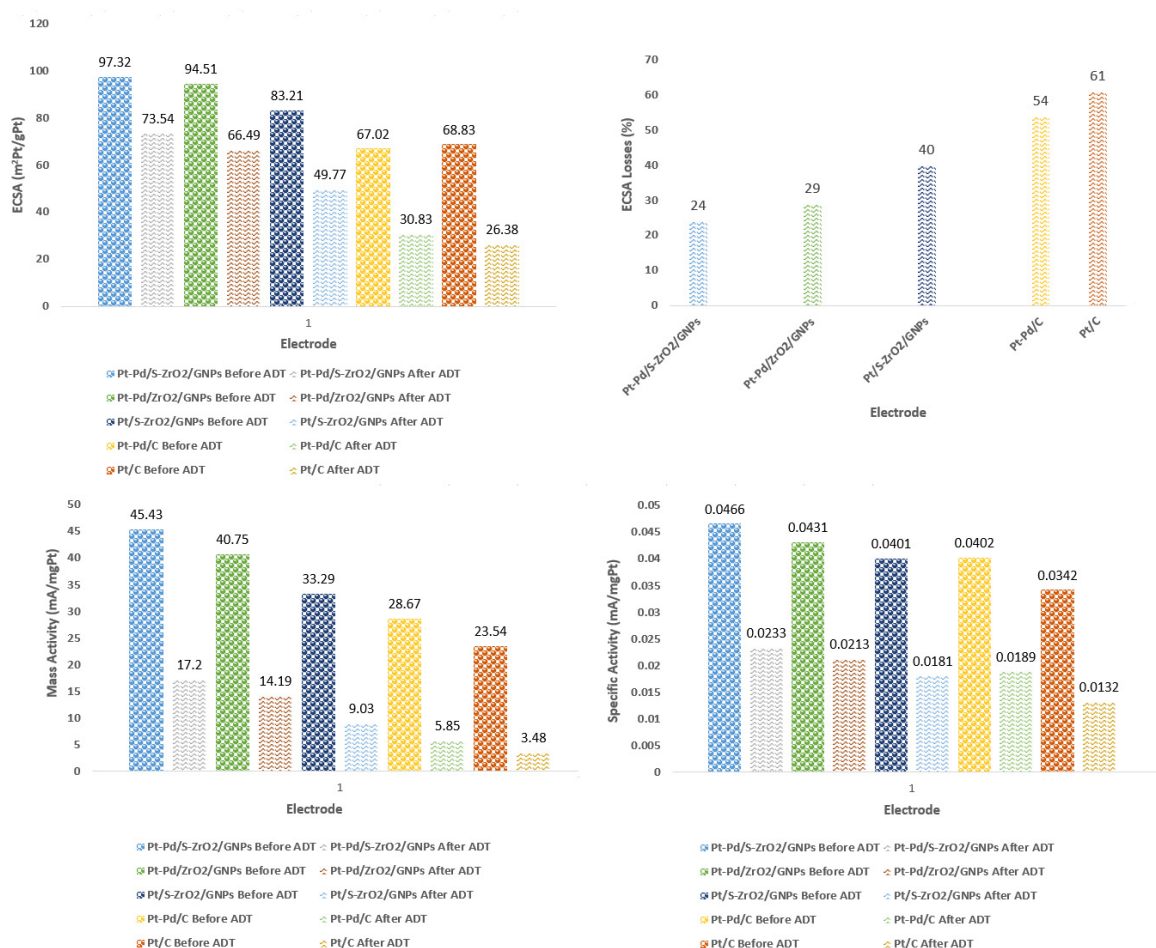 120
100
80
60
40
20
0
ECSA (m²Pt/gPt)
97.32
73.54
94.51
66.49
83.21
49.77
67.02
30.83
68.83
26.38
1
Electrode
Pt-Pd/S-ZrO2/GNPs Before ADT
Pt-Pd/S-ZrO2/GNPs After ADT
Pt-Pd/ZrO2/GNPs Before ADT
Pt-Pd/ZrO2/GNPs After ADT
Pt/S-ZrO2/GNPs Before ADT
Pt/S-ZrO2/GNPs After ADT
Pt-Pd/C Before ADT
Pt-Pd/C After ADT
Pt/C Before ADT
Pt/C After ADT
70
60
50
40
30
20
10
0
ECSA Losses (%)
24
29
40
54
61
Pt-Pd/S-ZrO2/GNPs
Pt-Pd/ZrO2/GNPs
Pt/S-ZrO2/GNPs
Pt-Pd/C
Pt/C
Electrode
50
45
40
35
30
25
20
15
10
5
0
Mass Activity (mA/mgPt)
45.43
17.2
40.75
14.19
33.29
9.03
28.67
5.85
23.54
3.48
1
Electrode
Pt-Pd/S-ZrO2/GNPs Before ADT
Pt-Pd/S-ZrO2/GNPs After ADT
Pt-Pd/ZrO2/GNPs Before ADT
Pt-Pd/ZrO2/GNPs After ADT
Pt/S-ZrO2/GNPs Before ADT
Pt/S-ZrO2/GNPs After ADT
Pt-Pd/C Before ADT
Pt-Pd/C After ADT
Pt/C Before ADT
Pt/C After ADT
0.05
0.045
0.04
0.035
0.03
0.025
0.02
0.015
0.01
0.005
0
Specific Activity (mA/mgPt)
0.0466
0.0233
0.0431
0.0213
0.0401
0.0181
0.0402
0.0189
0.0342
0.0132
1
Electrode
Pt-Pd/S-ZrO2/GNPs Before ADT
Pt-Pd/S-ZrO2/GNPs After ADT
Pt-Pd/ZrO2/GNPs Before ADT
Pt-Pd/ZrO2/GNPs After ADT
Pt/S-ZrO2/GNPs Before ADT
Pt/S-ZrO2/GNPs After ADT
Pt-Pd/C Before ADT
Pt-Pd/C After ADT
Pt/C Before ADT
Pt/C After ADT